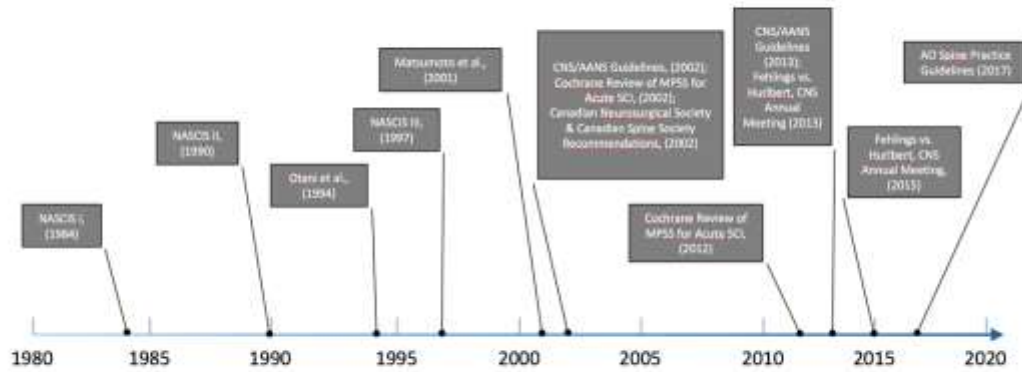 CNS/AANS
Guidelines
(2013);
Fehlings vs.
Hurlbert, CNS
Annual
Meeting (2013)
AO Spine Practice
Guidelines (2017)
Matsumoto et al.,
(2001)
CNS/AANS Guidelines, (2002);
Cochrane Review of MPSS for
Acute SCI, (2002);
Canadian Neurosurgical Society
& Canadian Spine Society
Recommendations, (2002)
NASCIS III,
(1997)
NASCIS II,
(1990)
Fehlings vs.
Hurlbert, CNS
Annual Meeting,
(2015)
Otani et al.,
(1994)
NASCIS I,
(1984)
Cochrane Review of
MPSS for Acute SCI,
(2012)
1980
1985
1990
1995
2000
2005
2010
2015
2020